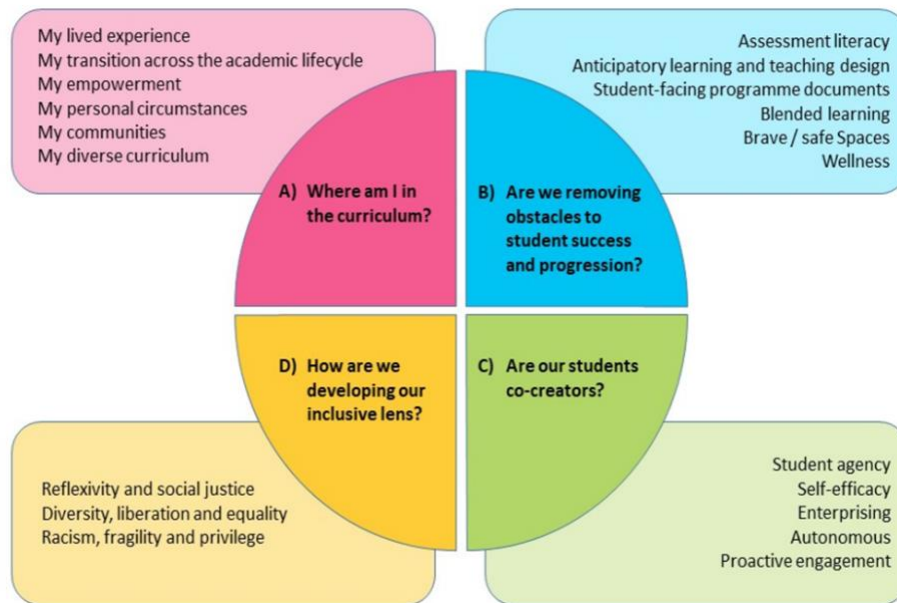 My lived experience
My transition across the academic lifecycle
My empowerment
My personal circumstances
My communities
My diverse curriculum
Assessment literacy
Anticipatory learning and teaching design
Student-facing programme documents
Blended learning
Brave / safe Spaces
Wellness
A) Where am I in
the curriculum?
B) Are we removing
obstacles to
student success
and progression?
D) How are we
developing our
inclusive lens?
C) Are our students
co-creators?
Reflexivity and social justice
Diversity, liberation and equality
Racism, fragility and privilege
Student agency
Self-efficacy
Enterprising
Autonomous
Proactive engagement